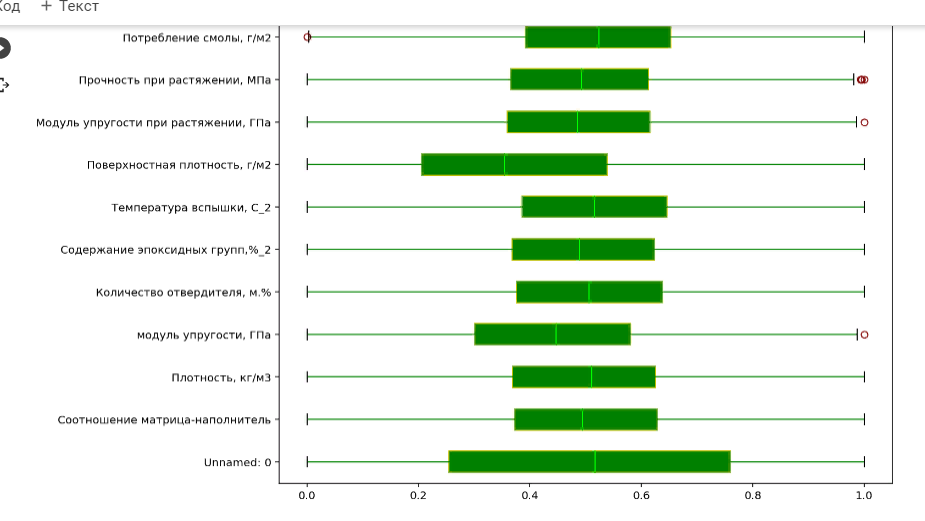 Код + Текст
Потребление смолы, г/м2
Прочность при растяжении, МПа
Модуль упругости при растяжении, ГПа
Поверхностная плотность, г/м2
Температура вспышки, С_2
Содержание эпоксидных групп,%_2
Количество отвердителя, м.%
модуль упругости, ГПа
Плотность, кг/м3
Соотношение матрица-наполнитель
Unnamed: 0
0.0 0.2 0.4 0.6 0.8 1.0